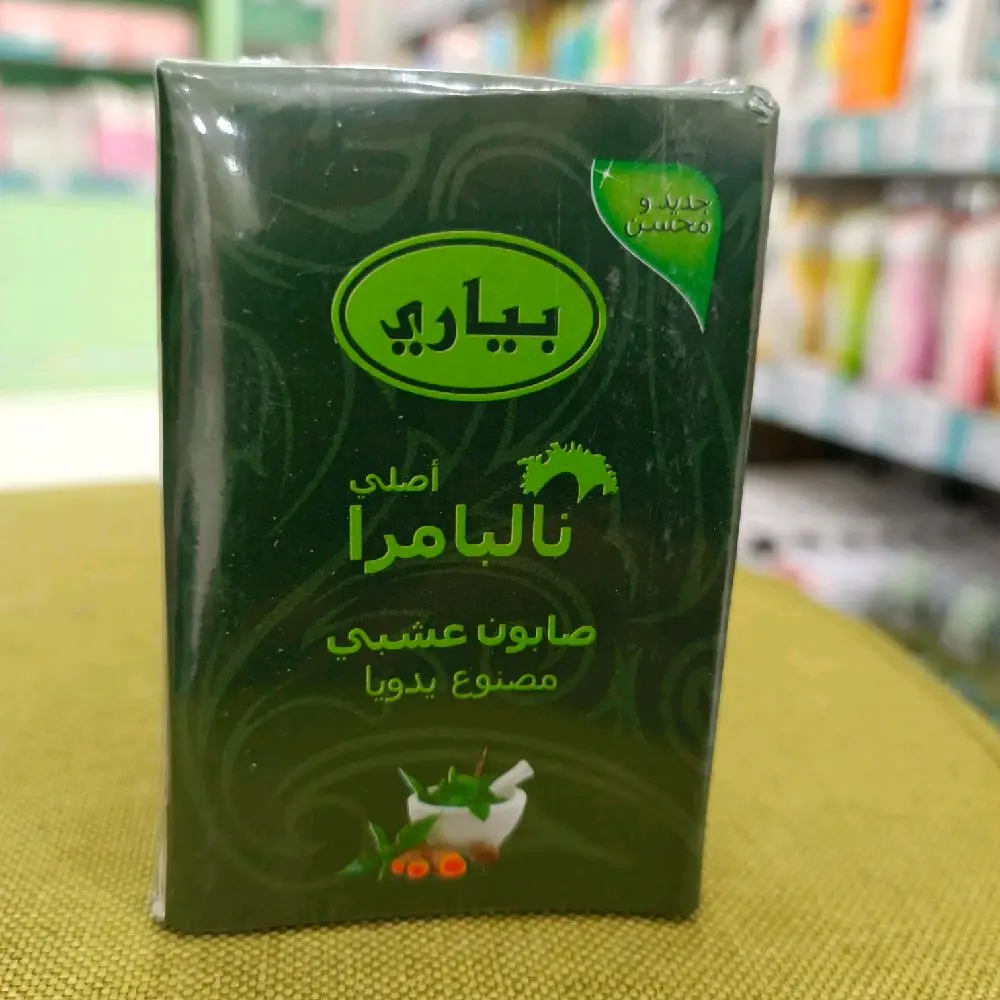 جديد و
محسن
بياري
أصلي
نالبامرا
صابون عشبي
مصنوع يدويا